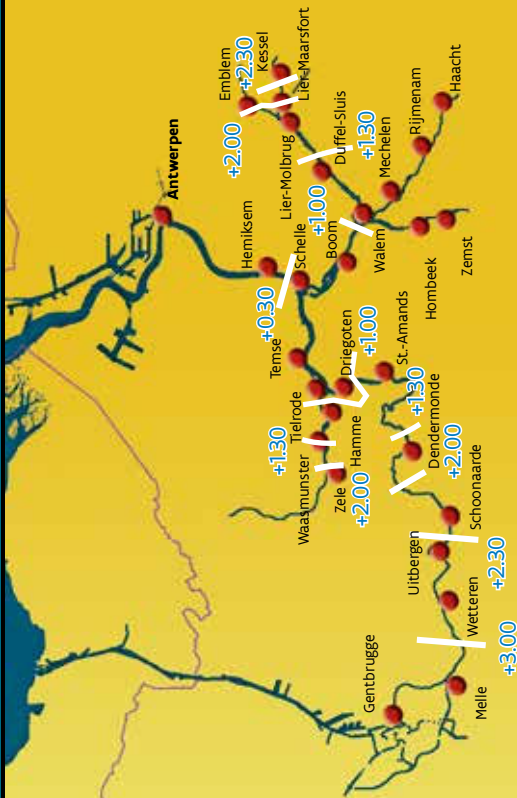 Antwerpen
Hemiksem
Schelle
+0.30
Temse
Tielrode
Driegoten
+1.00
St.-Amands
+1.30
Dendermonde
+2.00
Schoonaarde
Uitbergen
+2.30
Wetteren
+3.00
Melle
Gentbrugge
Hamme
+1.30
Waasmunster
Zele
+2.00
Boom
+1.00
Walem
Mechelen
Rijmenam
Haacht
Hombeek
Zemst
Duffel-Sluis
+1.30
Lier-Molbrug
Lier-Maarsfort
+2.00
Emblem
+2.30
Kessel